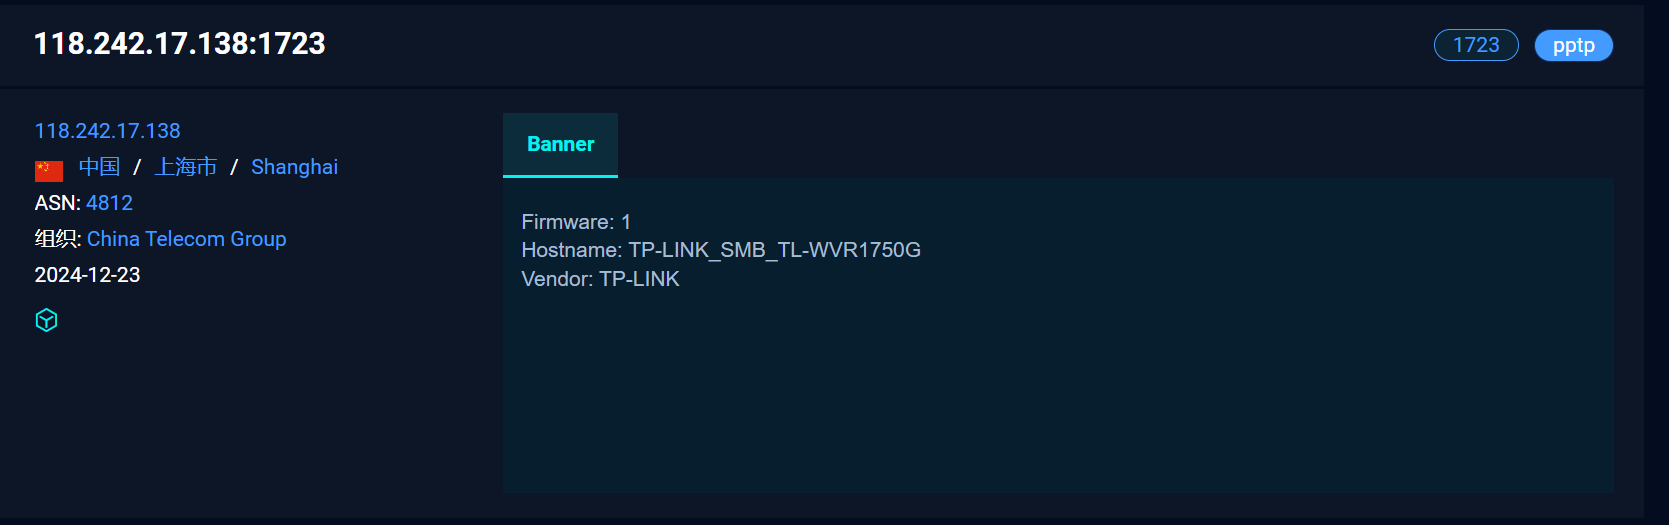 118.242.17.138:1723
1723 pptp
118.242.17.138
中国 / 上海市 / Shanghai
ASN: 4812
组织: China Telecom Group
2024-12-23
Banner
Firmware: 1
Hostname: TP-LINK_SMB_TL-WVR1750G
Vendor: TP-LINK